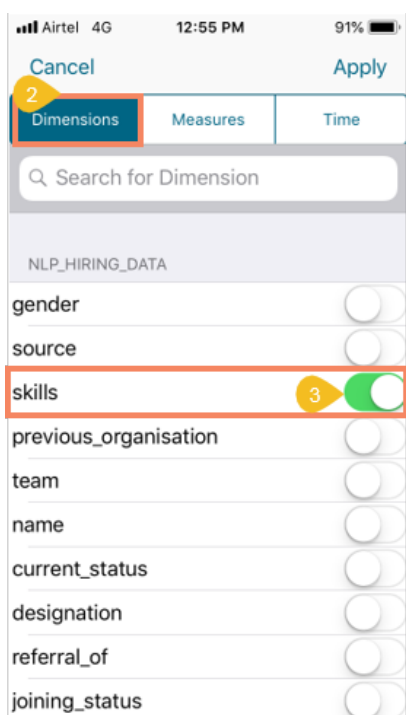 Airtel 4G 12:55 PM 91%
Cancel Apply
2
Dimensions Measures Time
Search for Dimension
NLP_HIRING_DATA
gender
source
skills 3
previous_organisation
team
name
current_status
designation
referral_of
joining_status